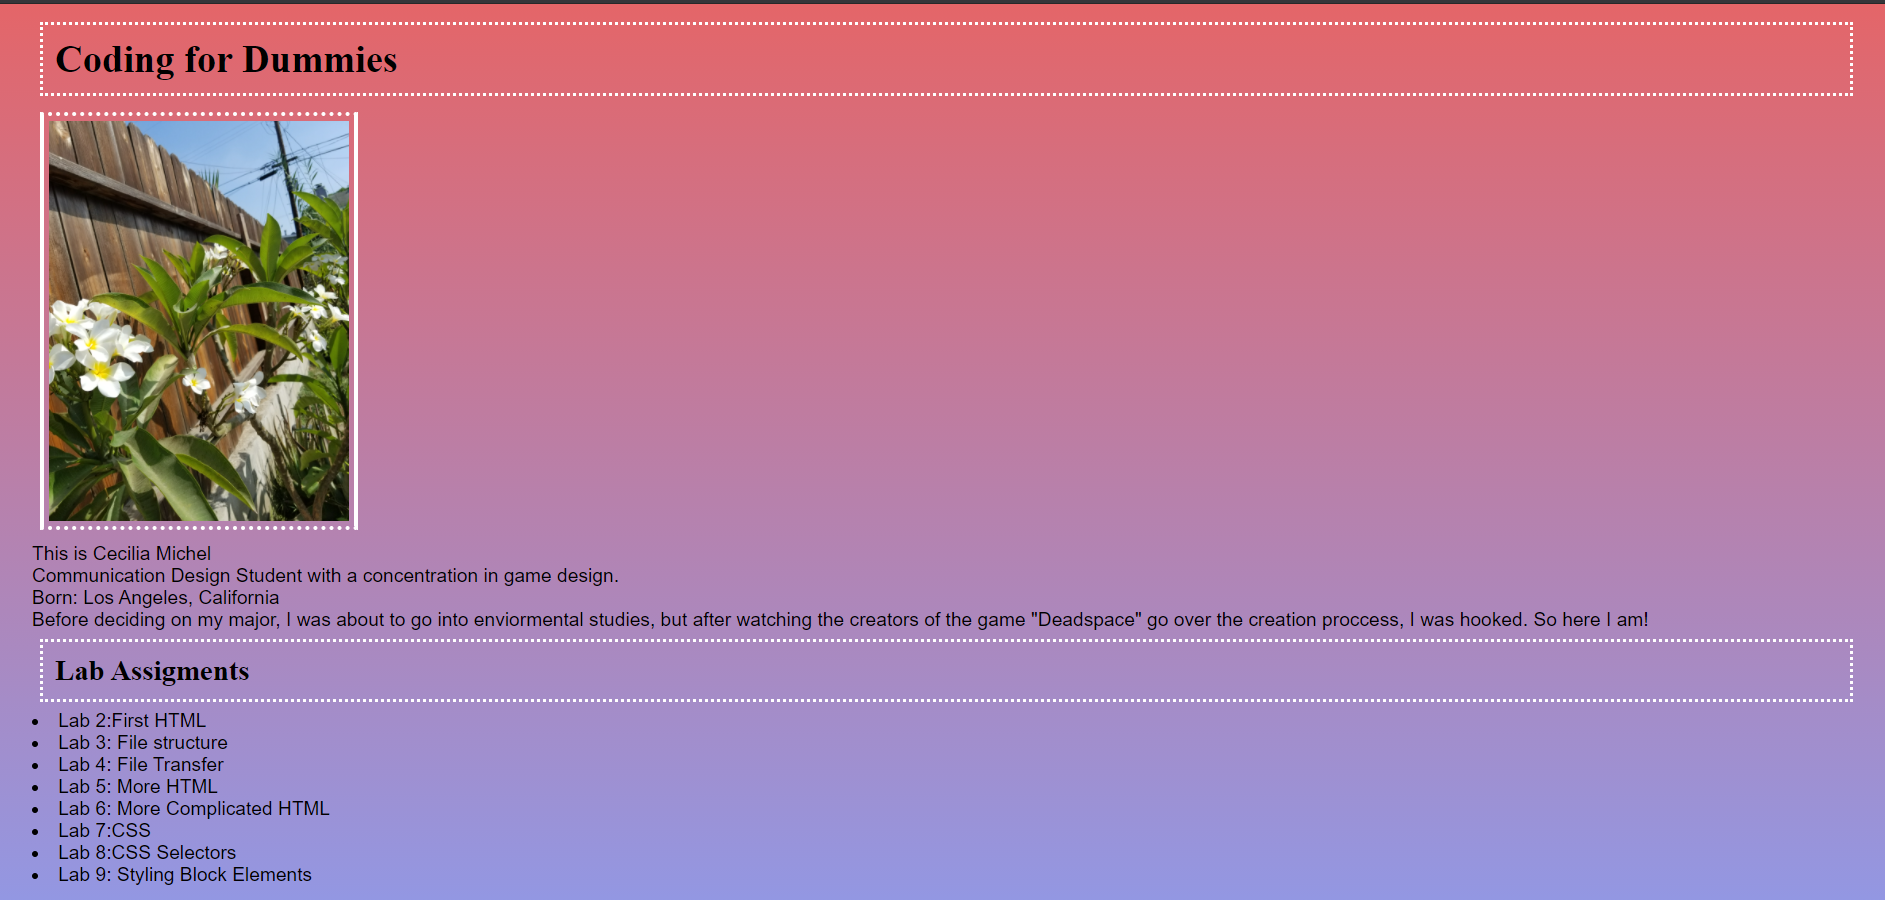 Coding for Dummies
This is Cecilia Michel
Communication Design Student with a concentration in game design.
Born: Los Angeles, California
Before deciding on my major, I was about to go into enviormental studies, but after watching the creators of the game "Deadspace" go over the creation proccess, I was hooked. So here I am!
Lab Assigments
Lab 2:First HTML
Lab 3: File structure
Lab 4: File Transfer
Lab 5: More HTML
Lab 6: More Complicated HTML
Lab 7:CSS
Lab 8:CSS Selectors
Lab 9: Styling Block Elements